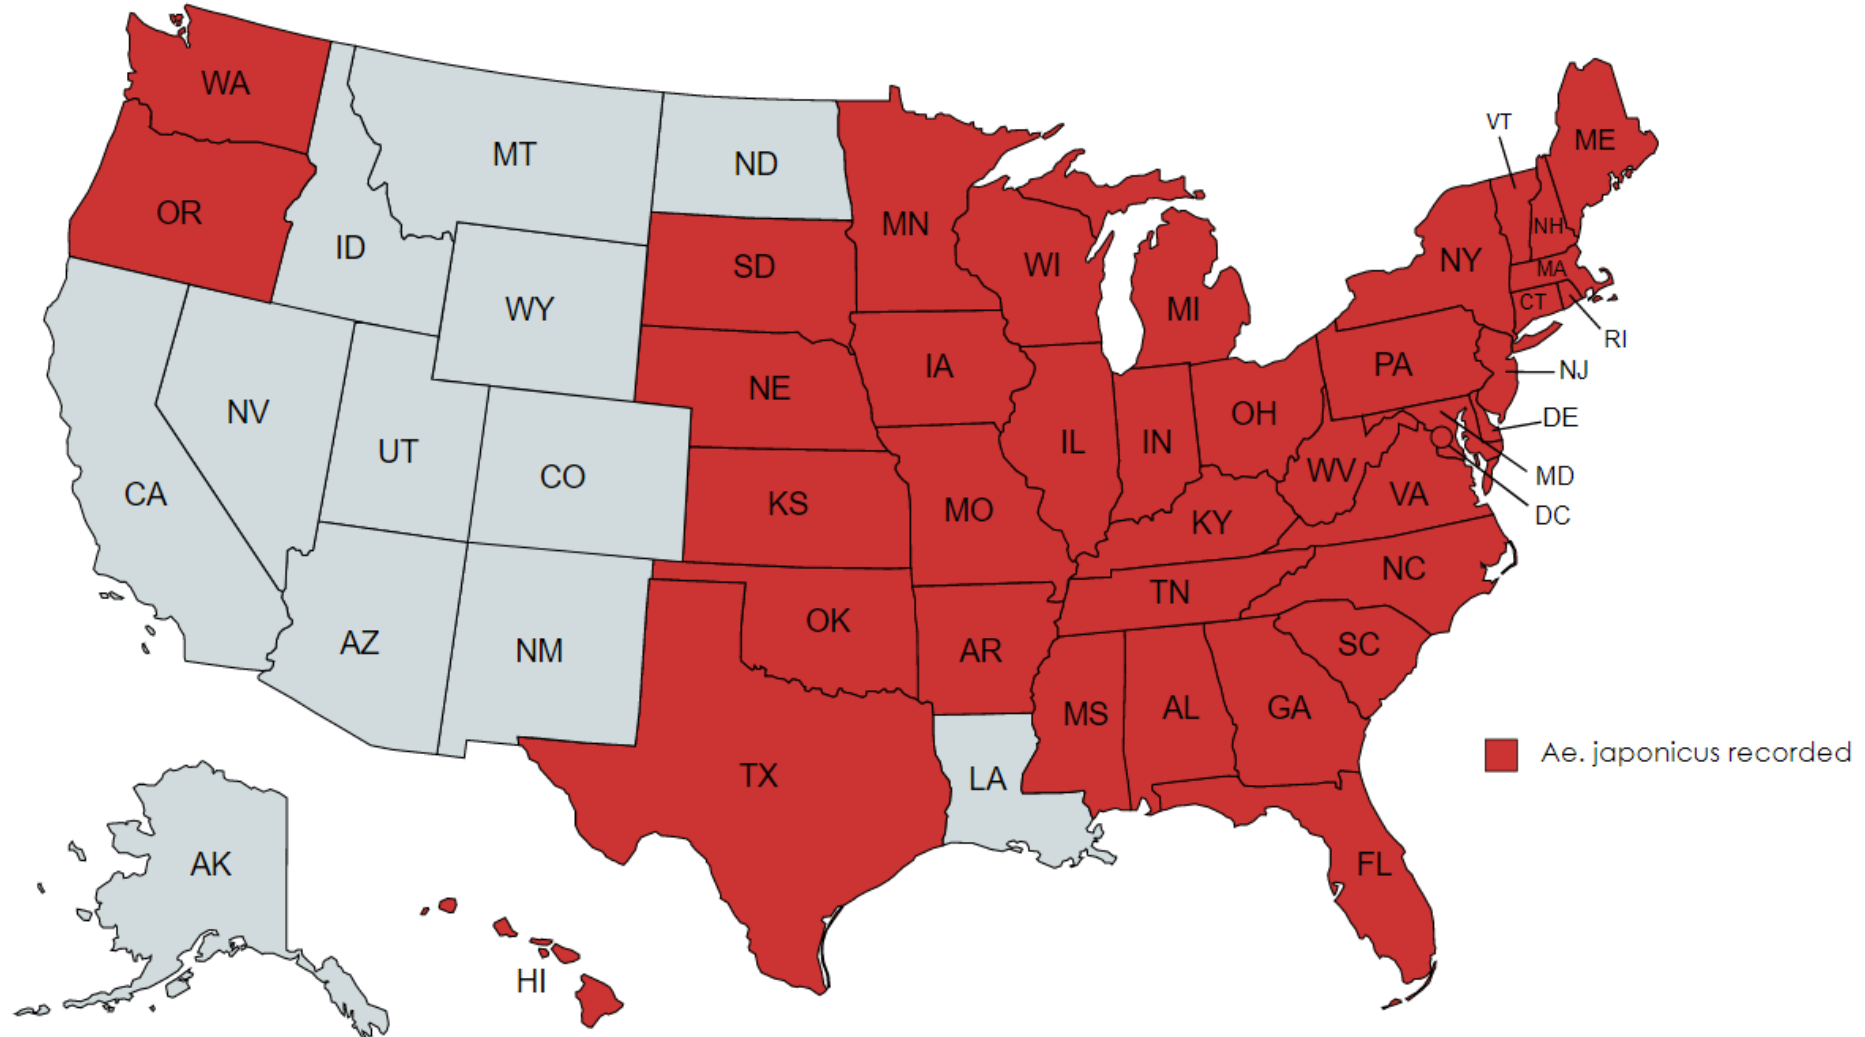 WA
MT
ND
MN
VT
ME
OR
ID
SD
WI
NY
NH
MA
CT
RI
WY
MI
NE
IA
PA
NJ
NV
UT
CO
IL
IN
OH
DE
CA
KS
MO
WV
VA
MD
DC
KY
NC
TN
AZ
NM
OK
AR
SC
MS
AL
GA
TX
LA
Ae. japonicus recorded
AK
FL
HI